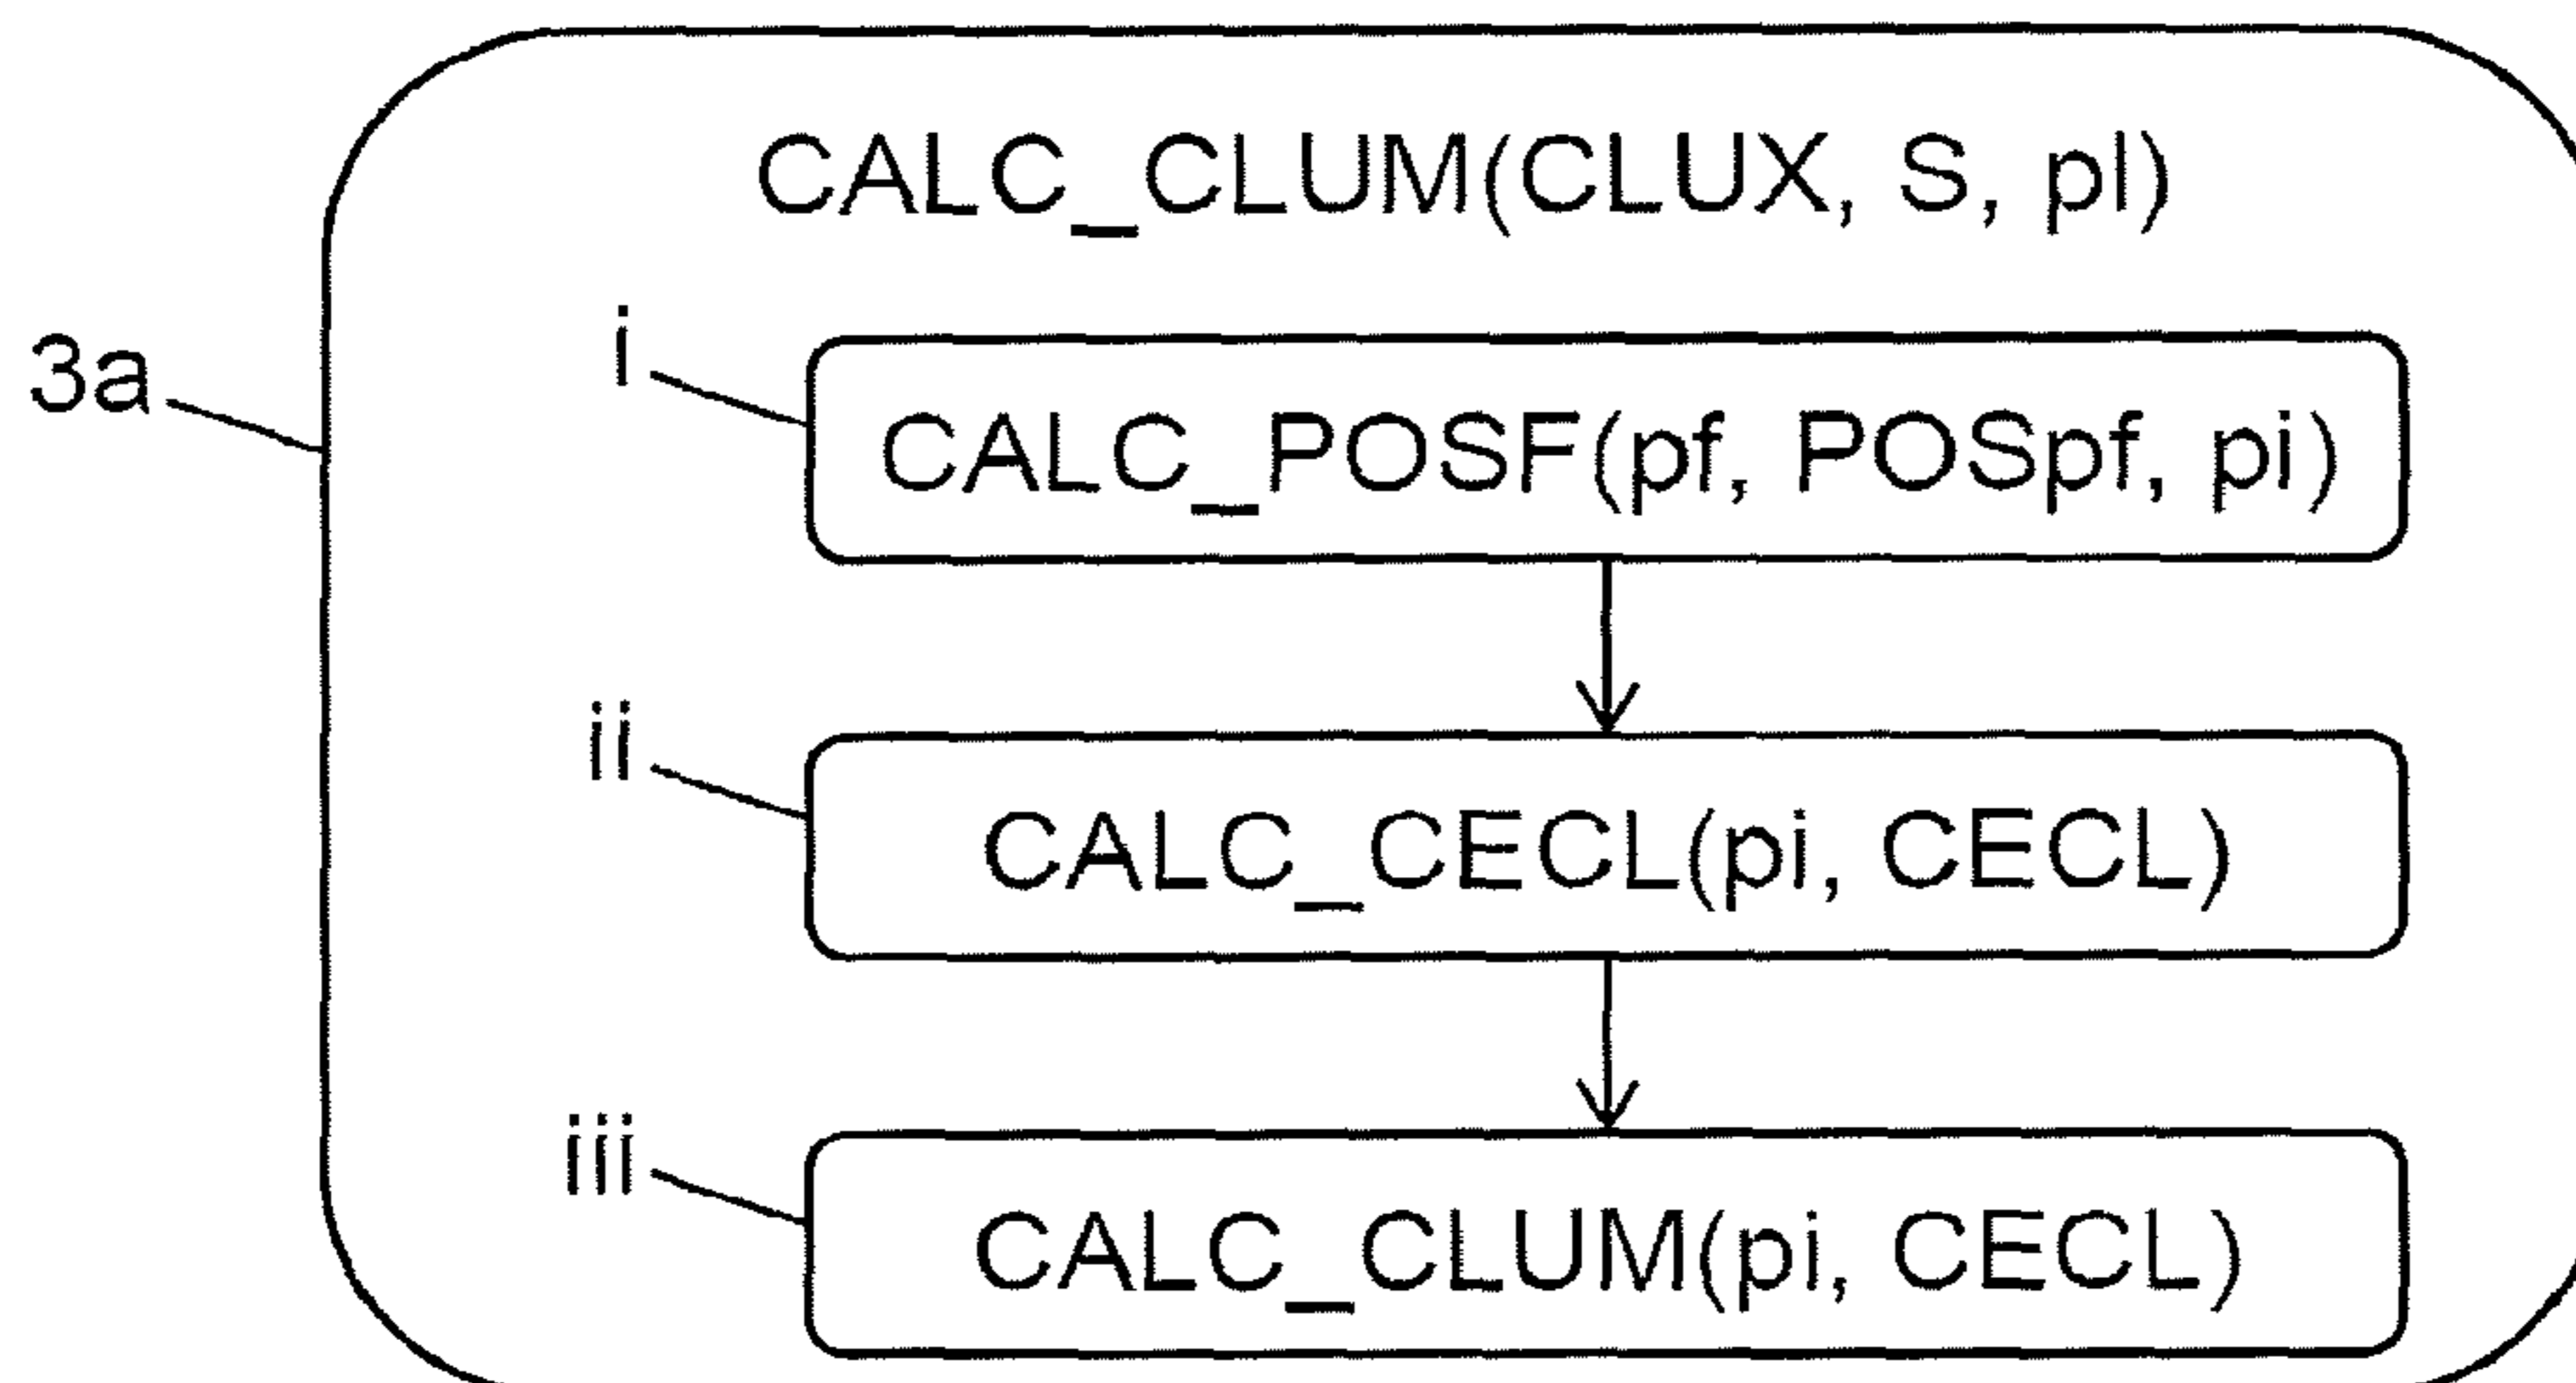 CALC_CLUM(CLUX, S, pl)
3a
i
CALC_POSF(pf, POSpf, pi)
ii
CALC_CECL(pi, CECL)
iii
CALC_CLUM(pi, CECL)